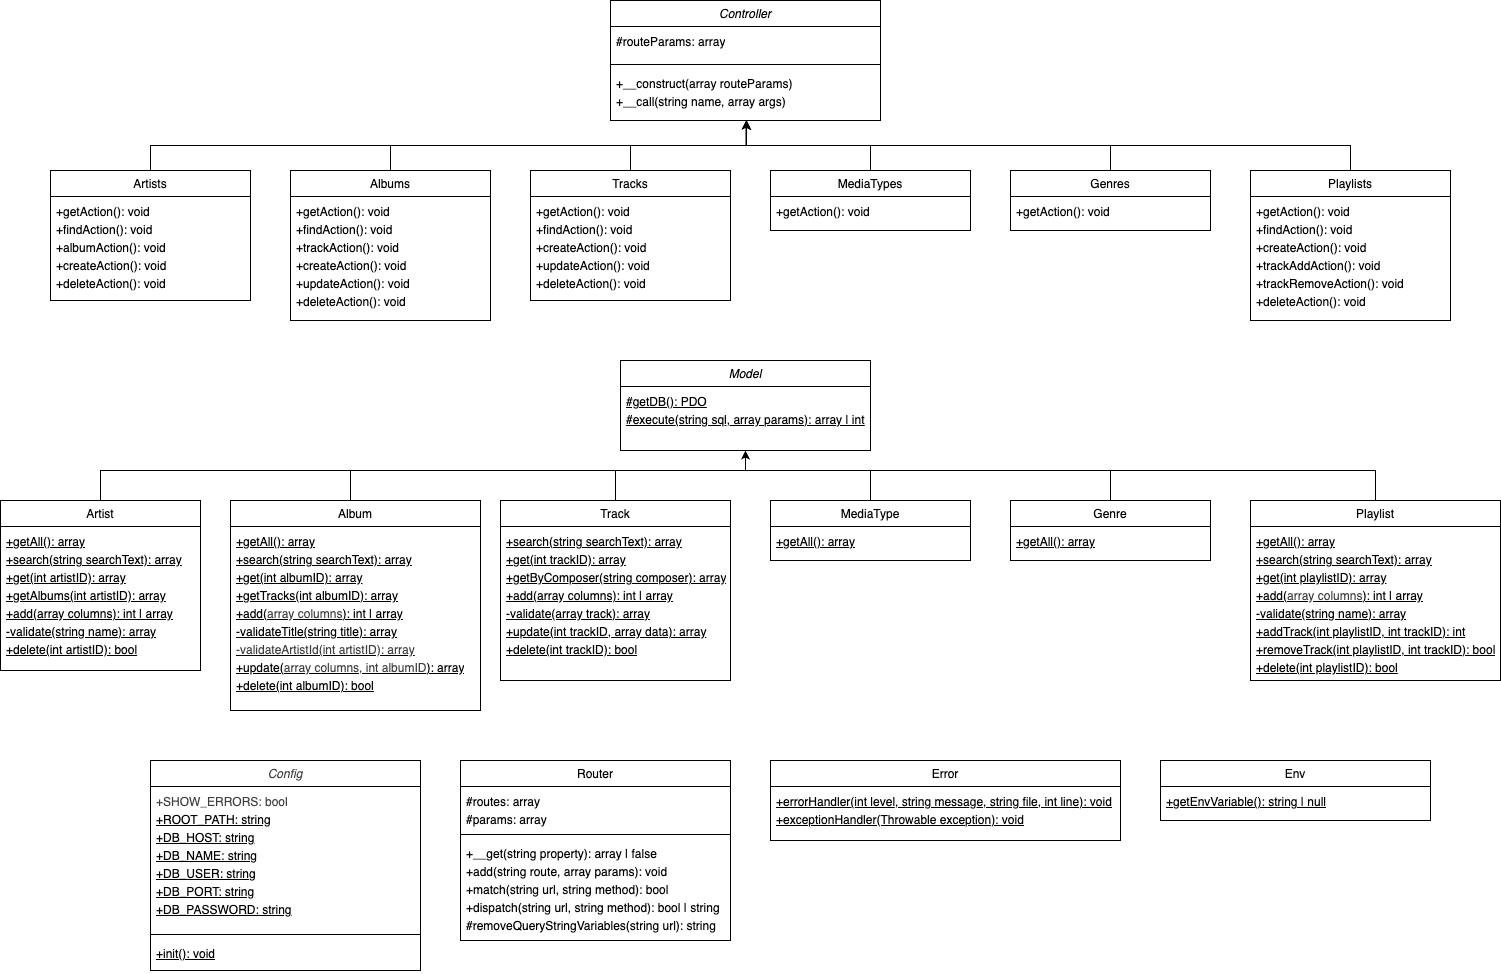 Controller
#routeParams: array
+__construct(array routeParams)
+__call(string name, array args)
Artists
+getAction(): void
+findAction(): void
+albumAction(): void
+createAction(): void
+deleteAction(): void
Albums
+getAction(): void
+findAction(): void
+trackAction(): void
+createAction(): void
+updateAction(): void
+deleteAction(): void
Tracks
+getAction(): void
+findAction(): void
+createAction(): void
+updateAction(): void
+deleteAction(): void
MediaTypes
+getAction(): void
Genres
+getAction(): void
Playlists
+getAction(): void
+findAction(): void
+createAction(): void
+trackAddAction(): void
+trackRemoveAction(): void
+deleteAction(): void
Model
#getDB(): PDO
#execute(string sql, array params): array | int
Artist
+getAll(): array
+search(string searchText): array
+get(int artistID): array
+getAlbums(int artistID): array
+add(array columns): int | array
-validate(string name): array
+delete(int artistID): bool
Album
+getAll(): array
+search(string searchText): array
+get(int albumID): array
+getTracks(int albumID): array
+add(array columns): int | array
-validateTitle(string title): array
-validateArtistId(int artistID): array
+update(array columns, int albumID): array
+delete(int albumID): bool
Track
+search(string searchText): array
+get(int trackID): array
+getByComposer(string composer): array
+add(array columns): int | array
-validate(array track): array
+update(int trackID, array data): array
+delete(int trackID): bool
MediaType
+getAll(): array
Genre
+getAll(): array
Playlist
+getAll(): array
+search(string searchText): array
+get(int playlistID): array
+add(array columns): int | array
-validate(string name): array
+addTrack(int playlistID, int trackID): int
+removeTrack(int playlistID, int trackID): bool
+delete(int playlistID): bool
Config
+SHOW_ERRORS: bool
+ROOT_PATH: string
+DB_HOST: string
+DB_NAME: string
+DB_USER: string
+DB_PORT: string
+DB_PASSWORD: string
+init(): void
Router
#routes: array
#params: array
+__get(string property): array | false
+add(string route, array params): void
+match(string url, string method): bool
+dispatch(string url, string method): bool | string
#removeQueryStringVariables(string url): string
Error
+errorHandler(int level, string message, string file, int line): void
+exceptionHandler(Throwable exception): void
Env
+getEnvVariable(): string | null